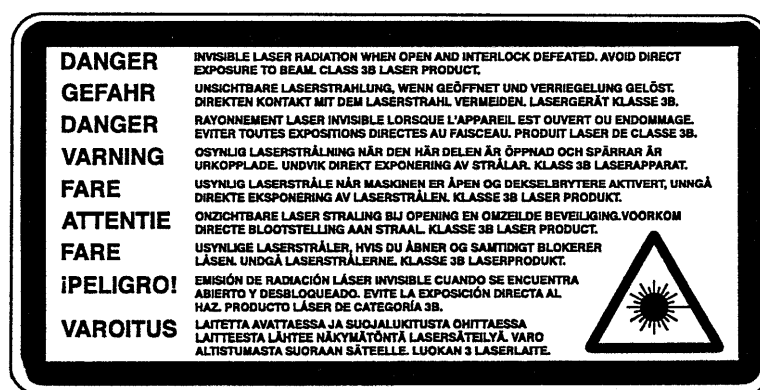 DANGER INVISIBLE LASER RADIATION WHEN OPEN AND INTERLOCK DEFEATED. AVOID DIRECT
EXPOSURE TO BEAM. CLASS 3B LASER PRODUCT.
GEFAHR UNSICHTBARE LASERSTRAHLUNG, WENN GEÖFFNET UND VERRIEGELUNG GELÖST.
DIREKTEN KONTAKT MIT DEM LASERSTRAHL VERMEIDEN. LASERGERÄT KLASSE 3B.
DANGER RAYONNEMENT LASER INVISIBLE LORSQUE L'APPAREIL EST OUVERT OU ENDOMMAGE.
EVITER TOUTES EXPOSITIONS DIRECTES AU FAISCEAU. PRODUIT LASER DE CLASSE 3B.
VARNING OSYNLIG LASERSTRÅLNING NÄR DEN HÄR DELEN ÄR ÖPPNAD OCH SPÄRRAR ÄR
URKOPPLADE. UNDVIK DIREKT EXPONERING AV STRÅLAR. KLASS 3B LASERAPPARAT.
FARE USYNLIG LASERSTRÅLE NÅR MASKINEN ER ÅPEN OG DEKSELBRYTERE AKTIVERT, UNNGÅ
DIREKTE EKSPONERING AV LASERSTRÅLEN. KLASSE 3B LASER PRODUKT.
ATTENTIE ONZICHTBARE LASER STRALING BIJ OPENING EN OMZEILDE BEVEILIGING. VOORKOM
DIRECTE BLOOTSTELLING AAN STRAAL. KLASSE 3B LASER PRODUCT.
FARE USYNLIGE LASERSTRÅLER, HVIS DU ÅBNER OG SAMTIDIGT BLOKERER
LÅSEN. UNDGÅ LASERSTRÅLERNE. KLASSE 3B LASERPRODUKT.
¡PELIGRO! EMISIÓN DE RADIACIÓN LÁSER INVISIBLE CUANDO SE ENCUENTRA
ABIERTO Y DESBLOQUEADO. EVITE LA EXPOSICIÓN DIRECTA AL
HAZ. PRODUCTO LÁSER DE CATEGORÍA 3B.
VAROITUS LAITETTA AVATTAESSA JA SUOJALUKITUSTA OHITTAESSA
LAITTEESTA LÄHTEE NÄKYMÄTÖNTÄ LASERSÄTEILYÄ. VARO
ALTISTUMASTA SUORAAN SÄTEELLE. LUOKAN 3 LASERLAITE.